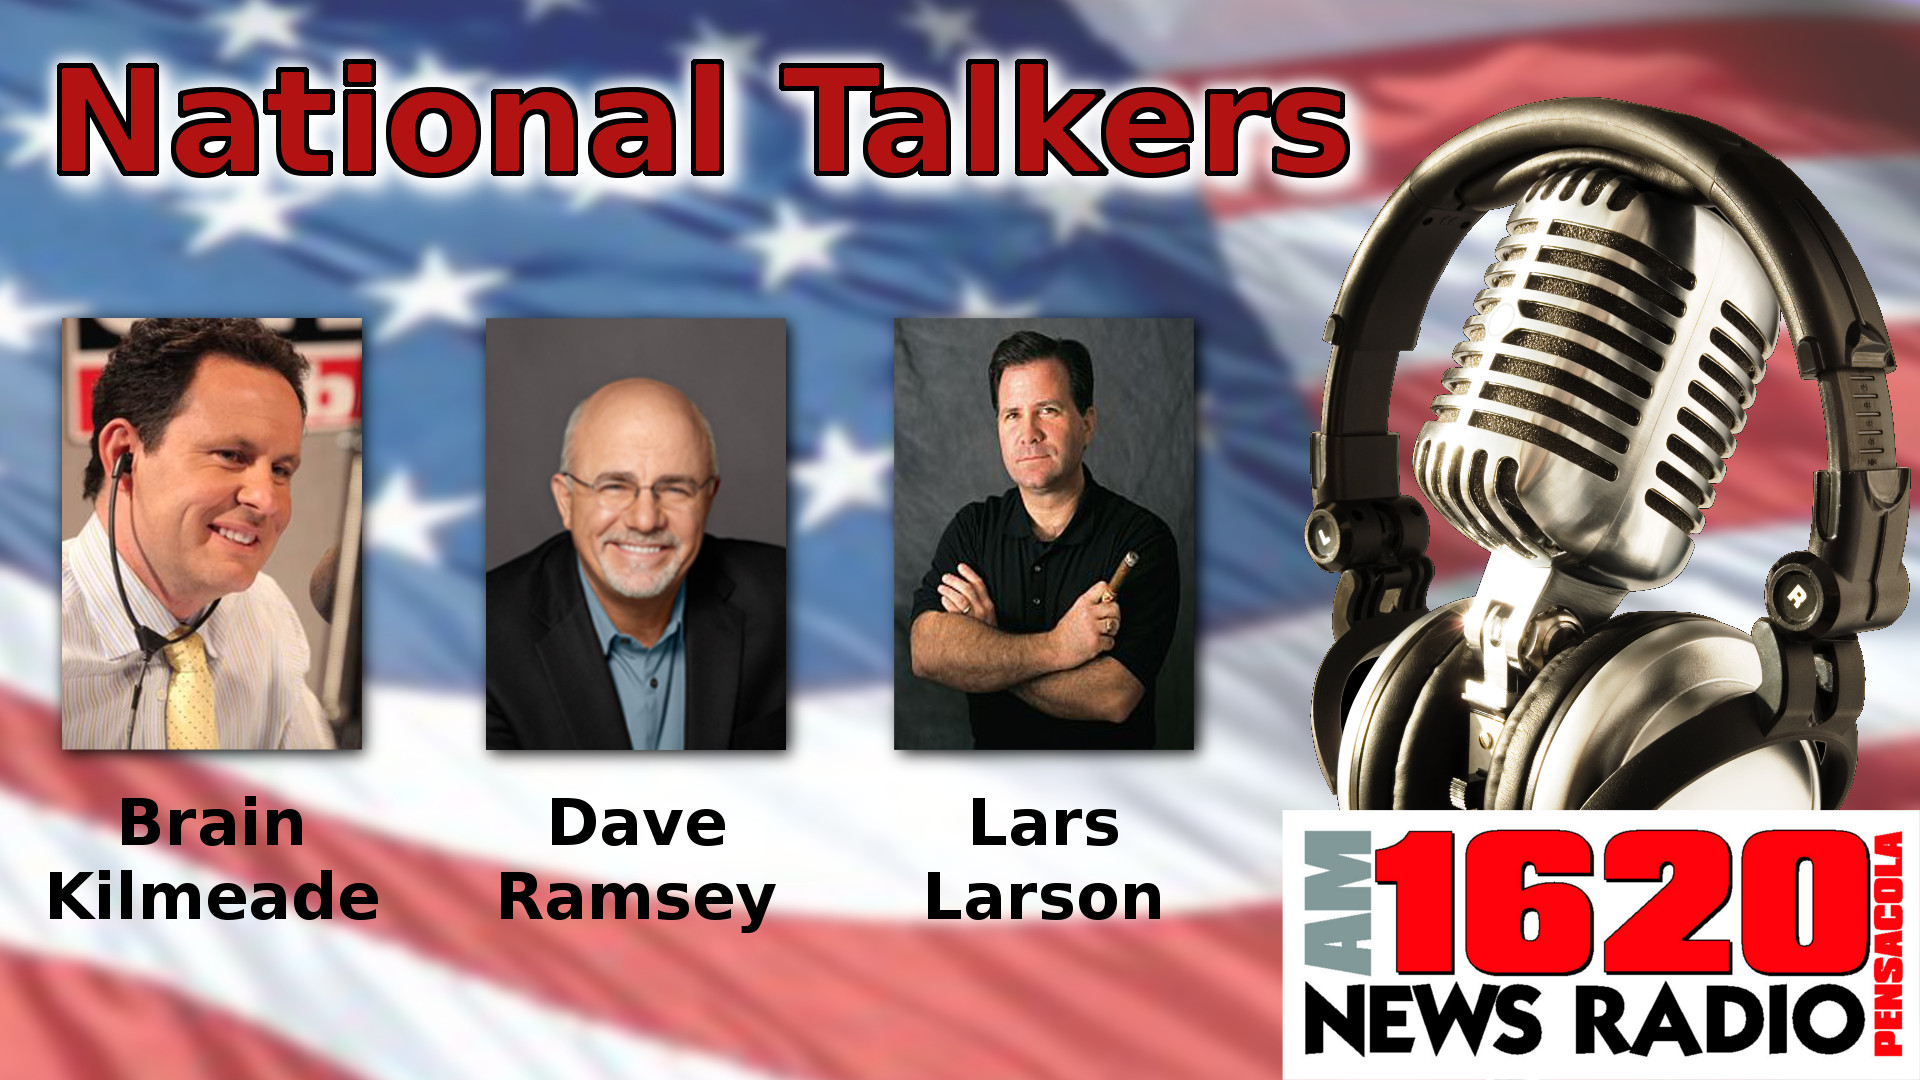 National Talkers
Brain
Kilmeade
Dave
Ramsey
Lars
Larson
L
R
AM
1620
NEWS RADIO
PENSACOLA